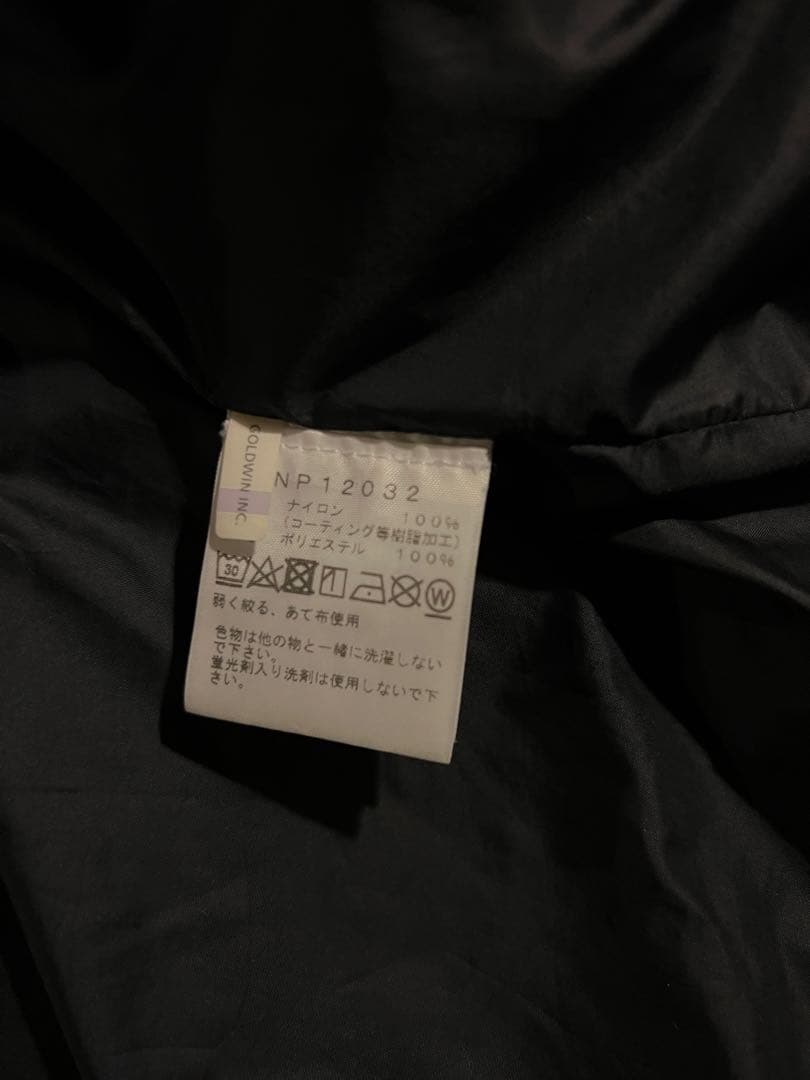 GOLDWIN INC.
NP12032
ナイロン 100%
(コーティング等樹脂加工)
ポリエステル 100%
30
W
弱く絞る、あて布使用
色物は他の物と一緒に洗濯しない
で下さい。
蛍光剤入り洗剤は使用しないで下
さい。